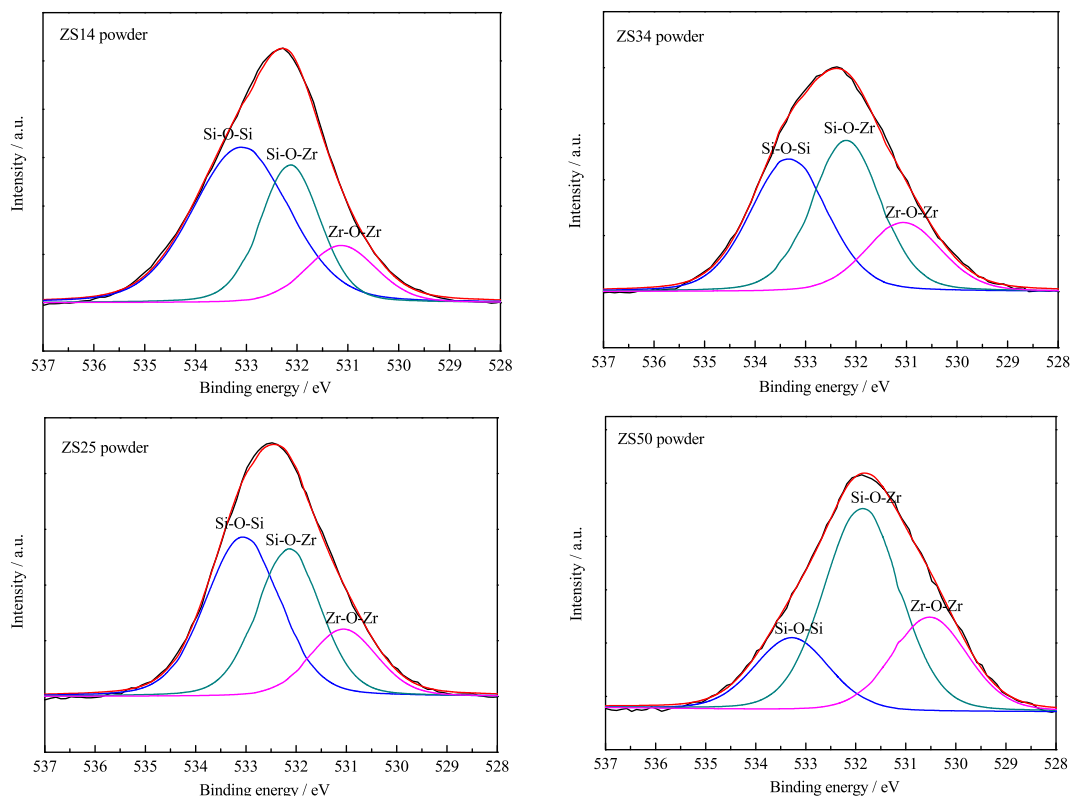 ZS14 powder
Si-O-Si
Si-O-Zr
Zr-O-Zr
Intensity / a.u.
537 536 535 534 533 532 531 530 529 528
Binding energy / eV
ZS34 powder
Si-O-Zr
Si-O-Si
Zr-O-Zr
Intensity / a.u.
537 536 535 534 533 532 531 530 529 528
Binding energy / eV
ZS25 powder
Si-O-Si
Si-O-Zr
Zr-O-Zr
Intensity / a.u.
537 536 535 534 533 532 531 530 529 528
Binding energy / eV
ZS50 powder
Si-O-Zr
Zr-O-Zr
Si-O-Si
Intensity / a.u.
537 536 535 534 533 532 531 530 529 528
Binding energy / eV